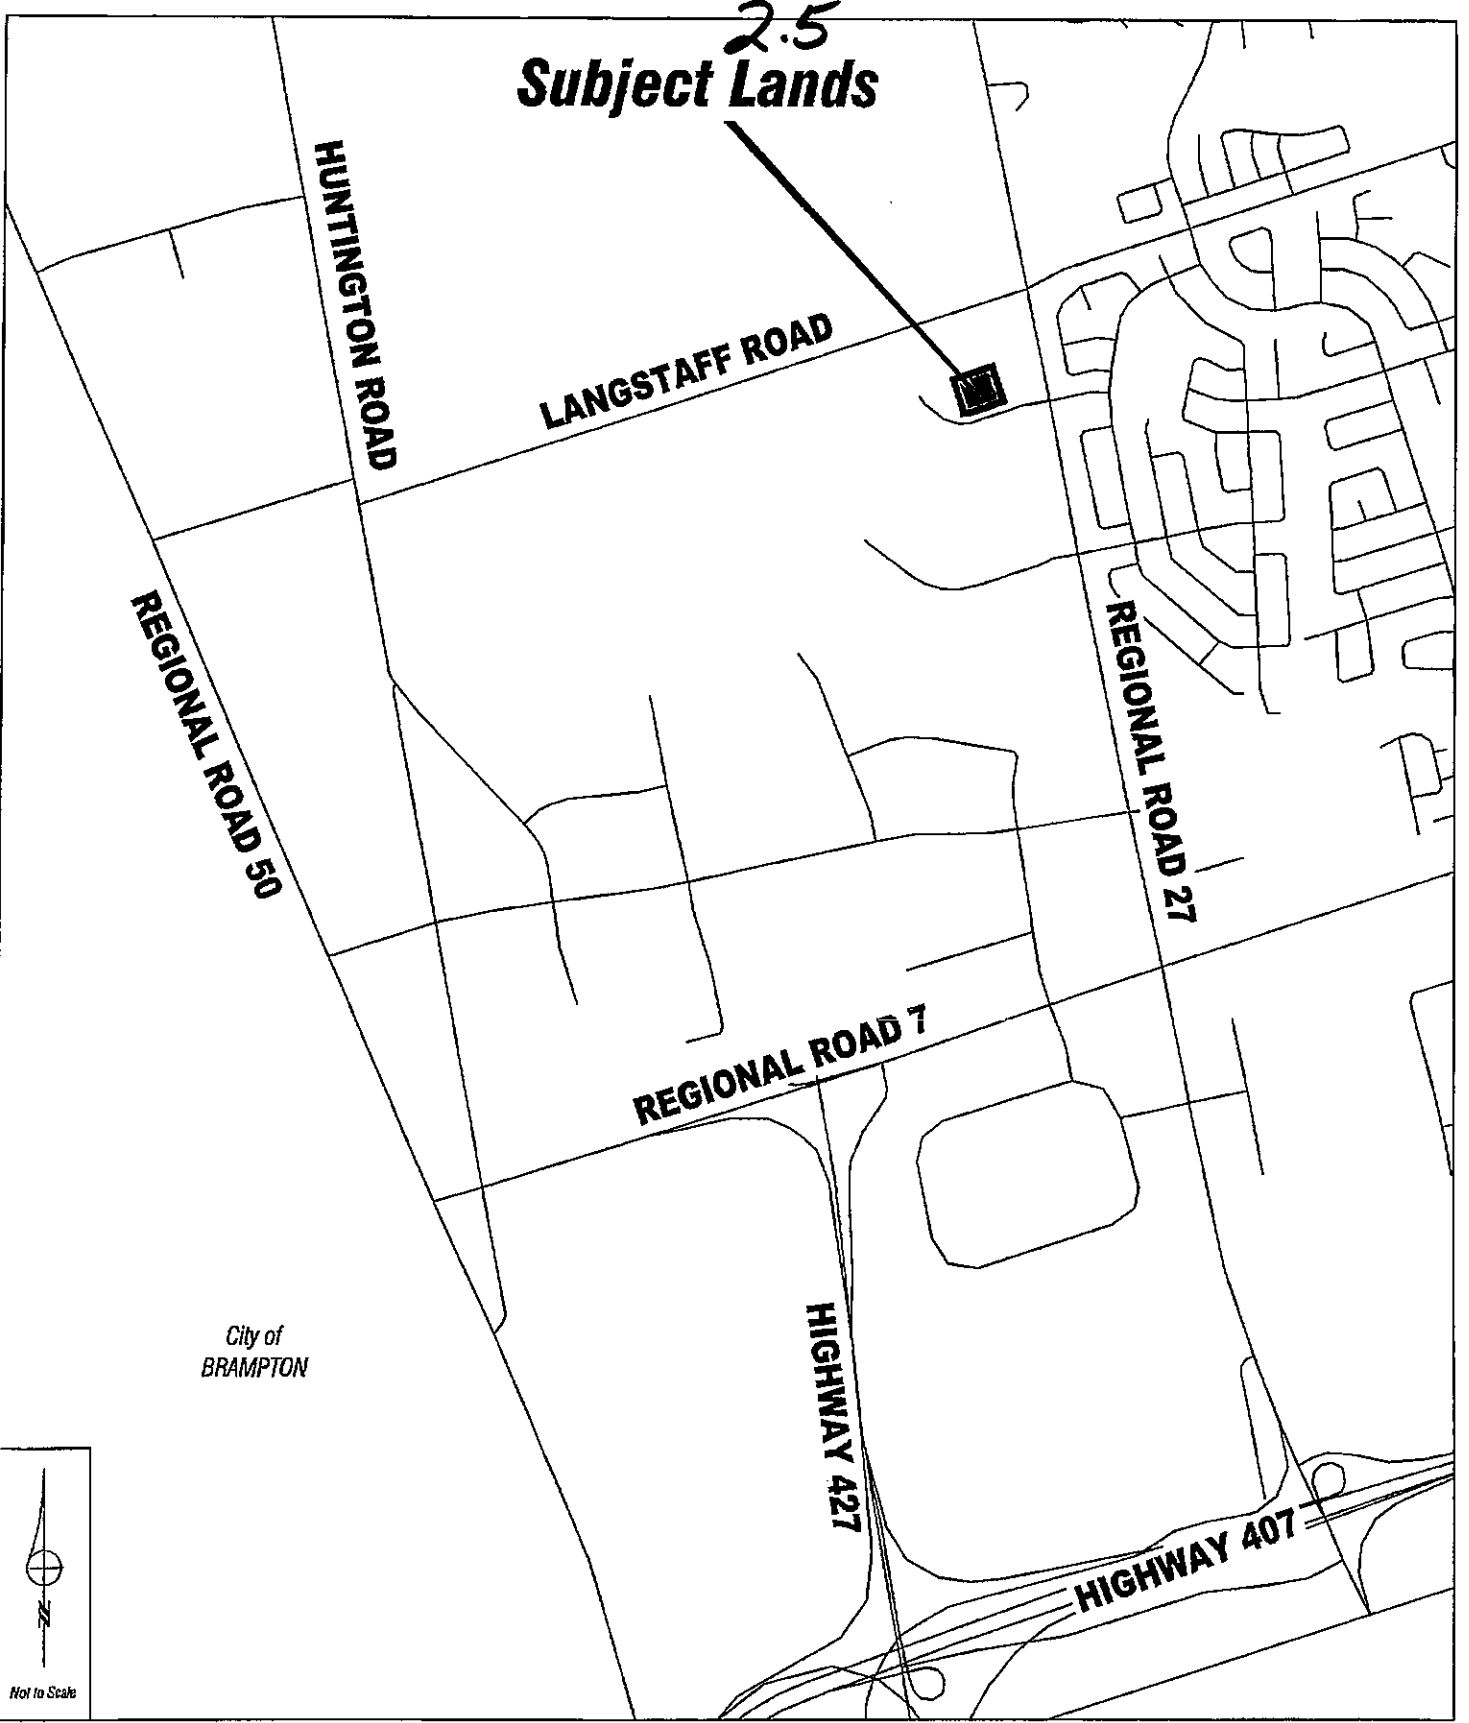 2.5
Subject Lands
HUNTINGTON ROAD
LANGSTAFF ROAD
REGIONAL ROAD 50
REGIONAL ROAD 27
REGIONAL ROAD 7
City of
BRAMPTON
HIGHWAY 427
HIGHWAY 407
N
Not to Scale